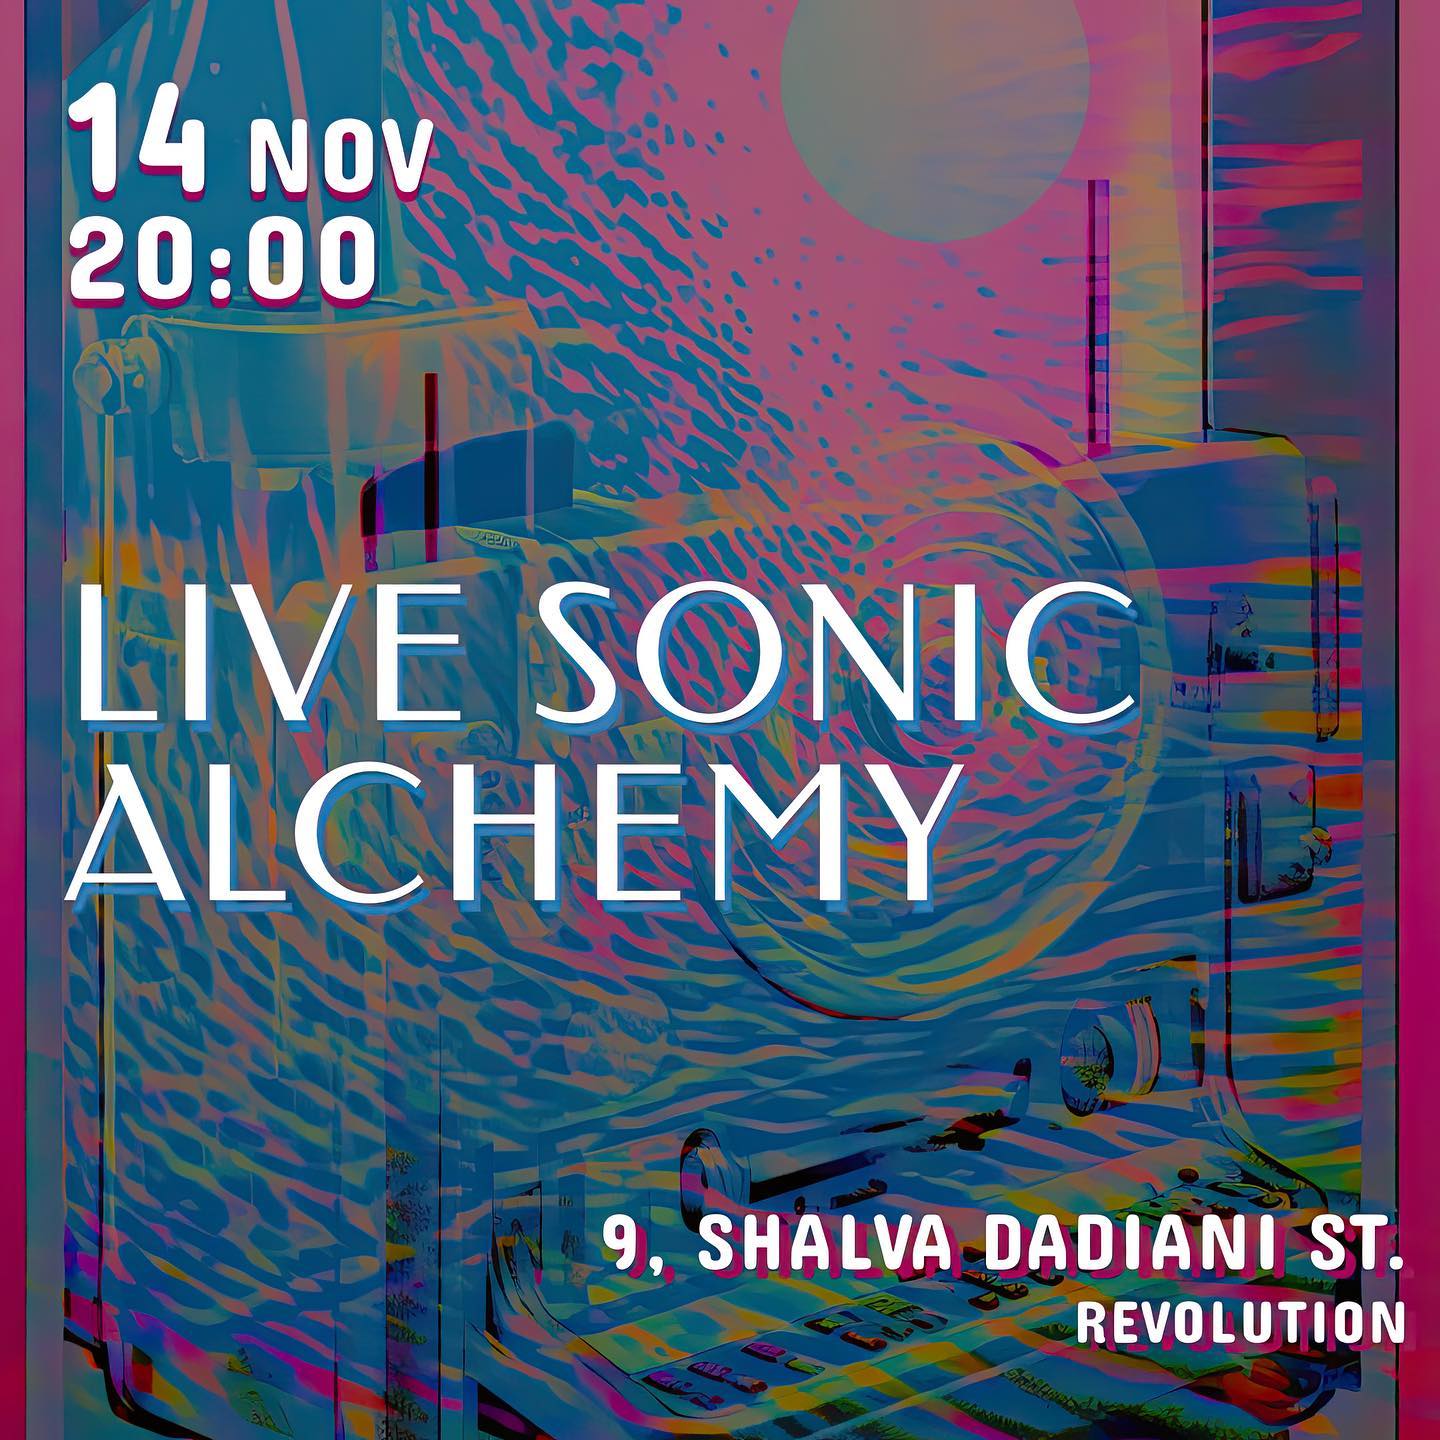 14 NOV
20:00
LIVE SONIC
ALCHEMY
9, SHALVA DADIANI ST.
REVOLUTION